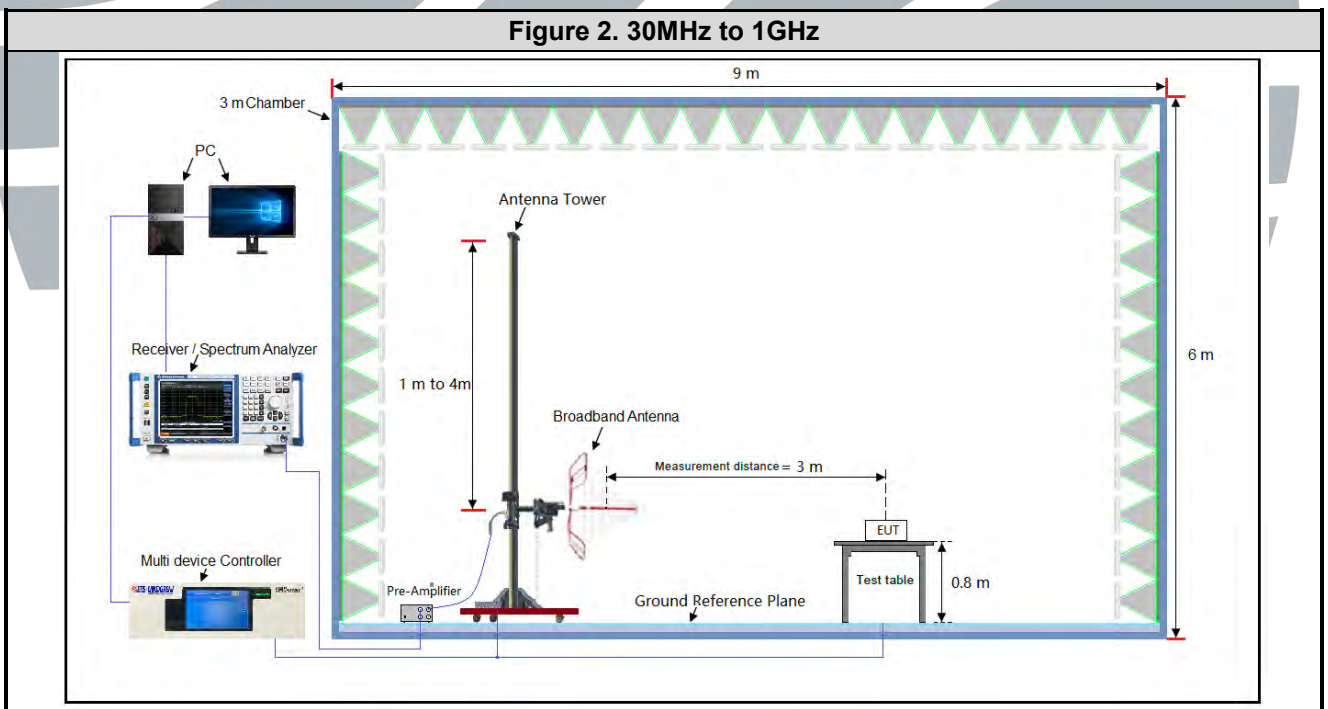 Figure 2. 30MHz to 1GHz
9 m
3 m Chamber
PC
Antenna Tower
Receiver / Spectrum Analyzer
1 m to 4m
6 m
Broadband Antenna
Measurement distance = 3 m
EUT
Multi device Controller
Test table
0.8 m
Pre-Amplifier
Ground Reference Plane